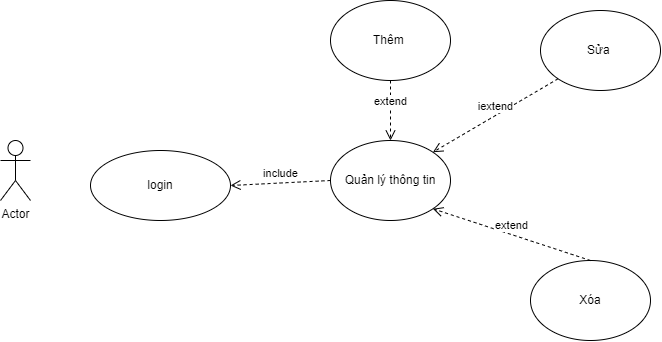 Thêm
Sửa
extend
iextend
include
login
Quản lý thông tin
Actor
extend
Xóa